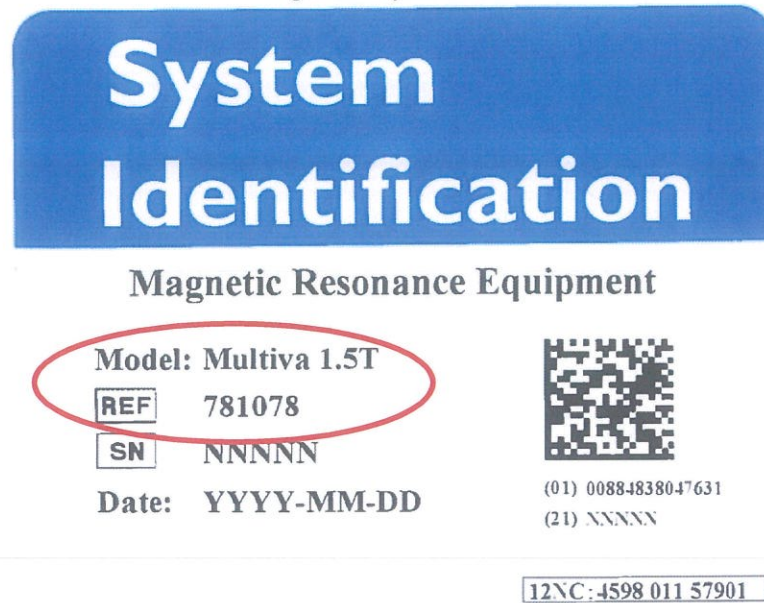 System
Identification
Magnetic Resonance Equipment
Model: Multiva 1.5T
REF 781078
SN NNNNN
Date: YYYY-MM-DD
(01) 00884838047631
(21) XXXXX
12NC:4598 011 57901